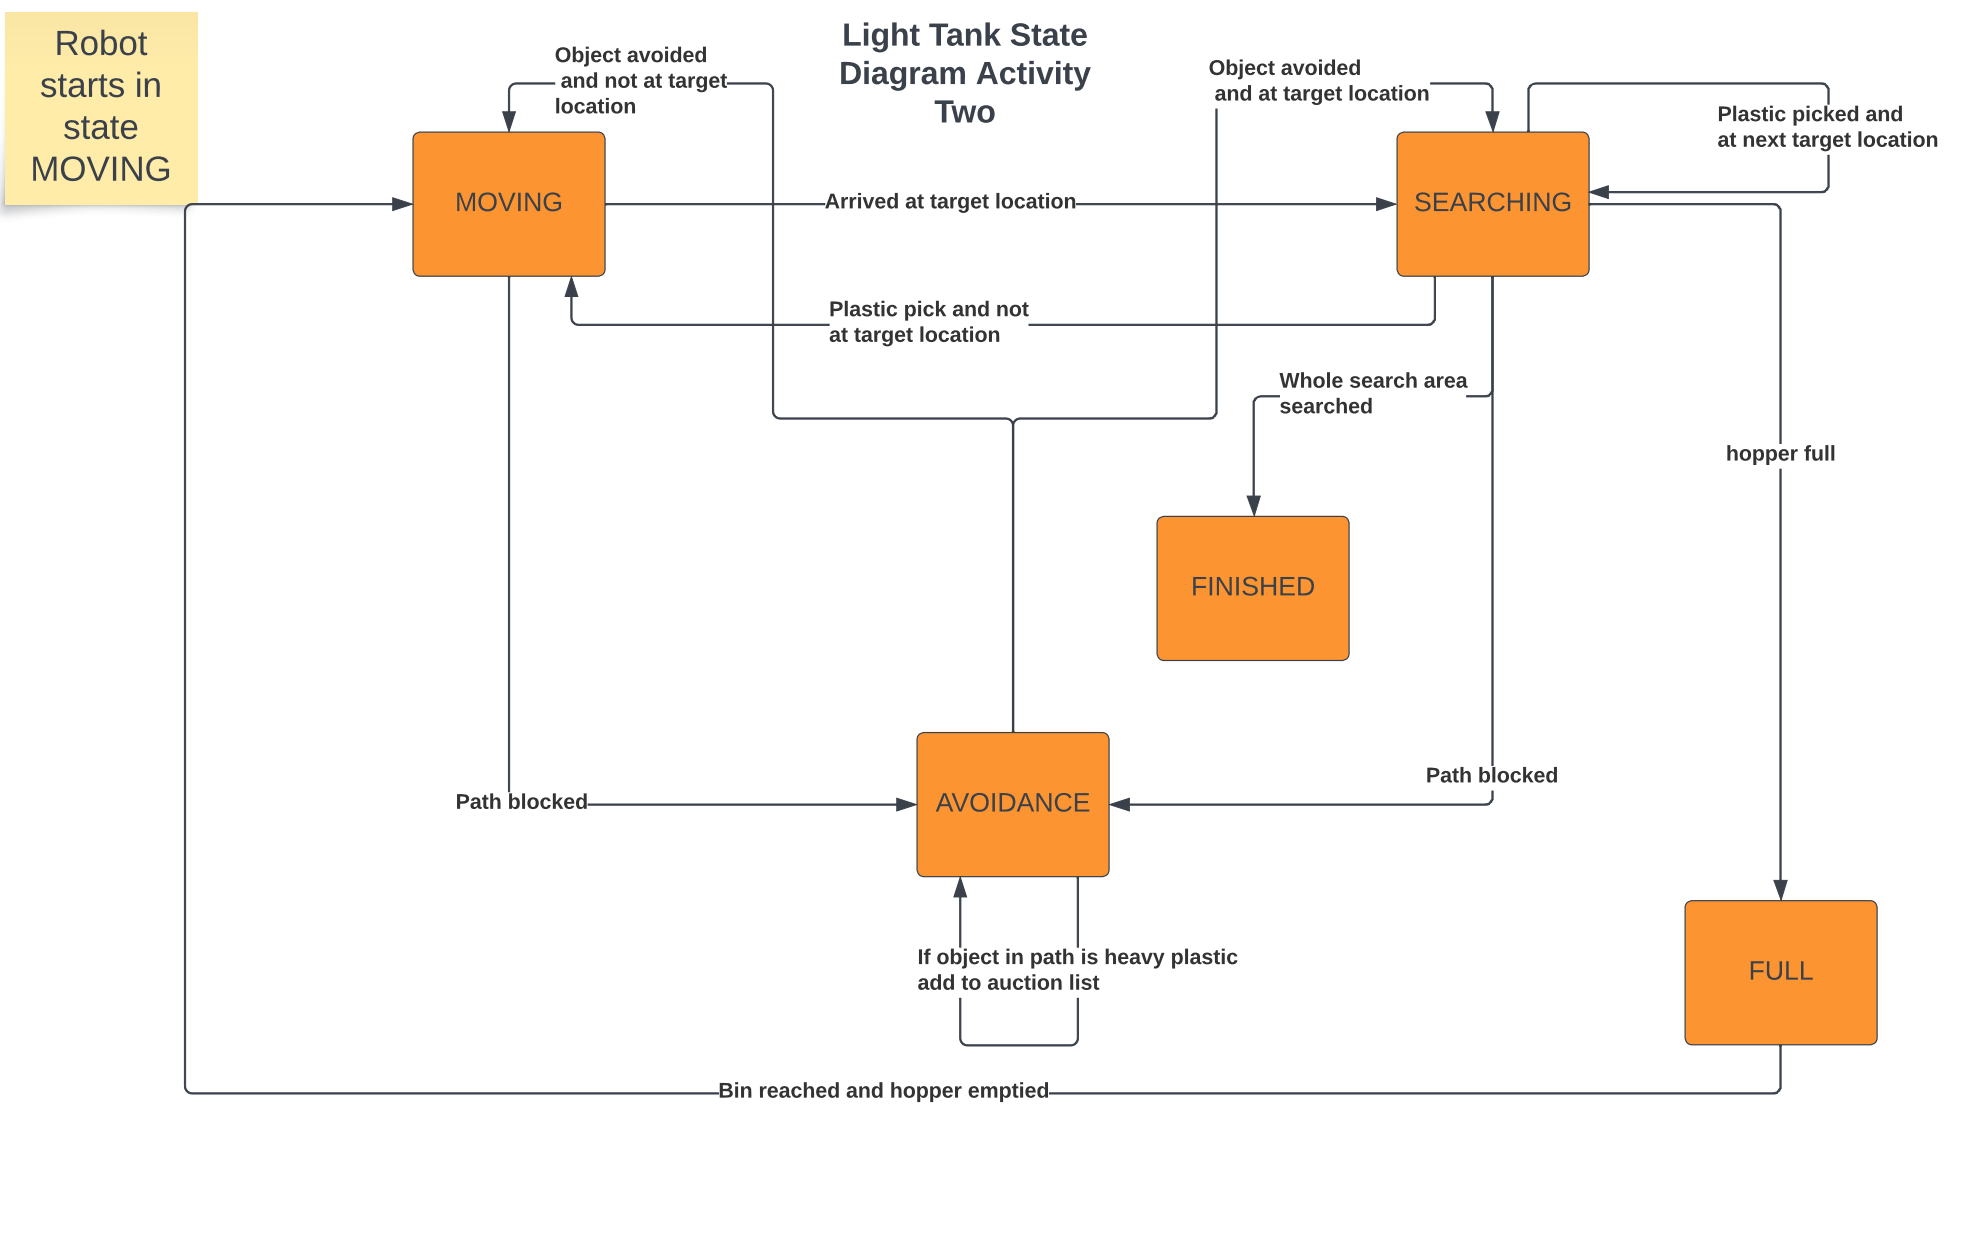 Robot
starts in
state
MOVING
Light Tank State
Diagram Activity
Two
Object avoided
and not at target
location
Object avoided
and at target location
Plastic picked and
at next target location
MOVING
Arrived at target location
SEARCHING
Plastic pick and not
at target location
Whole search area
searched
hopper full
FINISHED
Path blocked
AVOIDANCE
Path blocked
If object in path is heavy plastic
add to auction list
FULL
Bin reached and hopper emptied